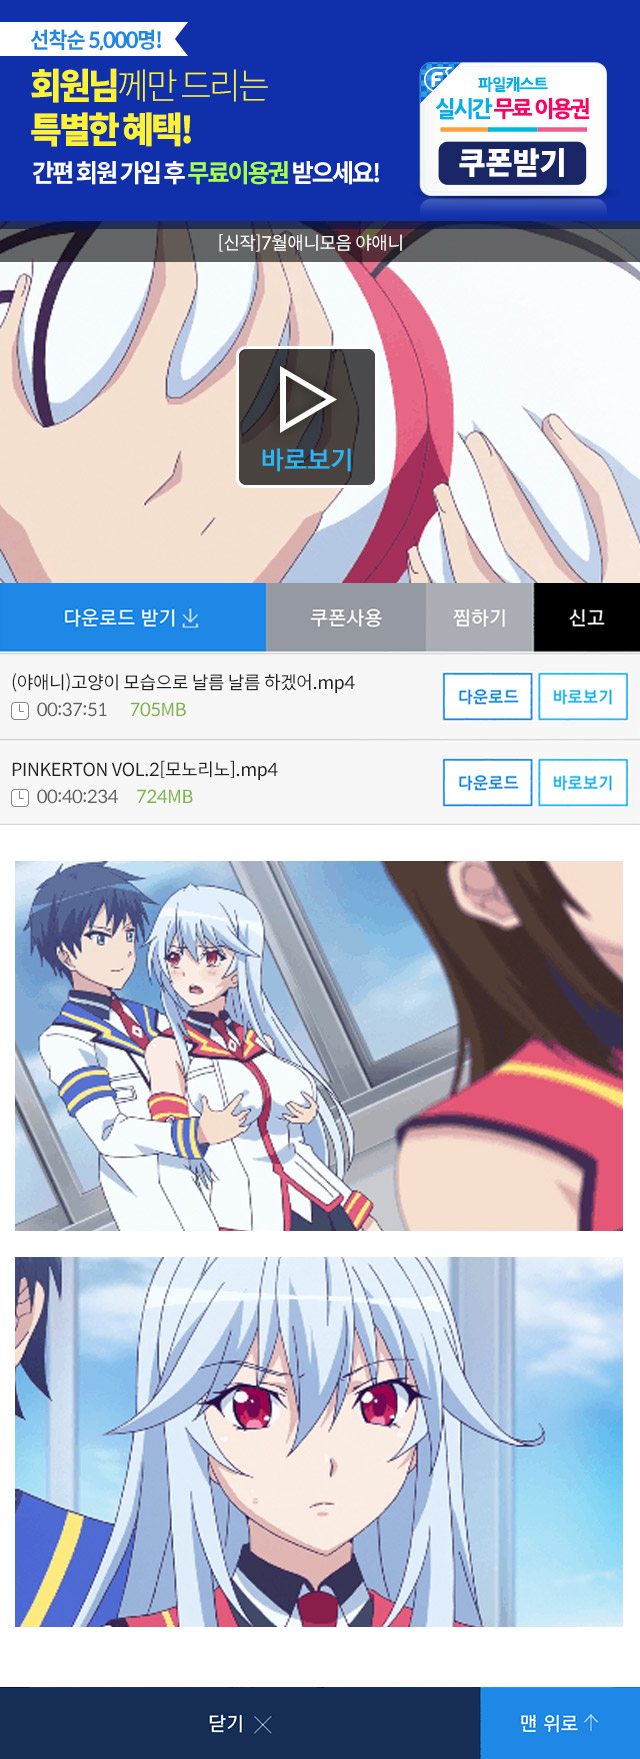 선착순 5,000명!
회원님께만 드리는
특별한 혜택!
간편 회원 가입 후 무료이용권 받으세요!
파일캐스트
실시간 무료 이용권
쿠폰받기
[신작]7월애니모음 야애니
바로보기
다운로드 받기 쿠폰사용 찜하기 신고
(야애니)고양이 모습으로 날름 날름 하겠어.mp4
00:37:51 705MB 다운로드 바로보기
PINKERTON VOL.2[모노리노].mp4
00:40:234 724MB 다운로드 바로보기
닫기 맨 위로